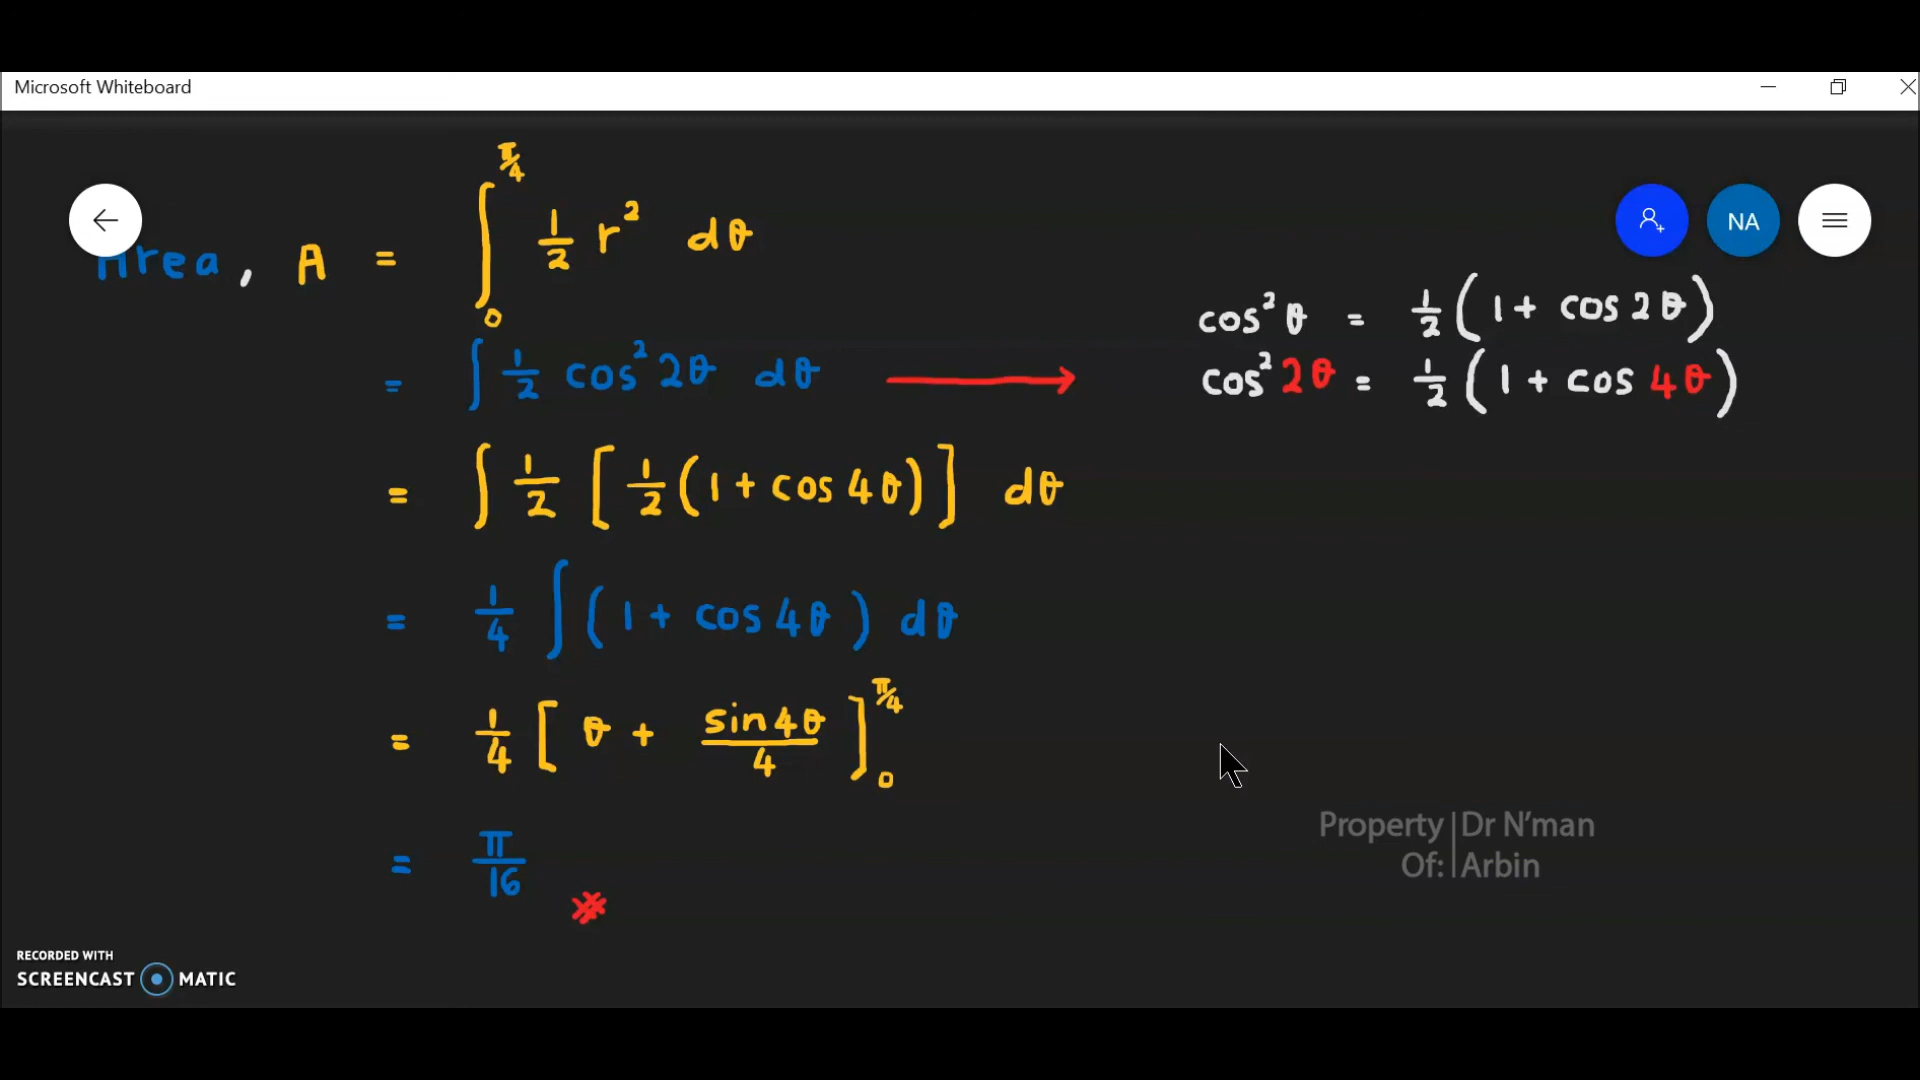 Microsoft Whiteboard
NA
Area, A = ∫₀^{π/4} 1/2 r² dθ
= ∫ 1/2 cos² 2θ dθ →
cos² θ = 1/2 (1 + cos 2θ)
cos² 2θ = 1/2 (1 + cos 4θ)
= ∫ 1/2 [1/2 (1 + cos 4θ)] dθ
= 1/4 ∫ (1 + cos 4θ) dθ
= 1/4 [θ + sin 4θ/4]₀^{π/4}
= π/16
Property Of: | Dr N'man Arbin
RECORDED WITH
SCREENCAST MATIC